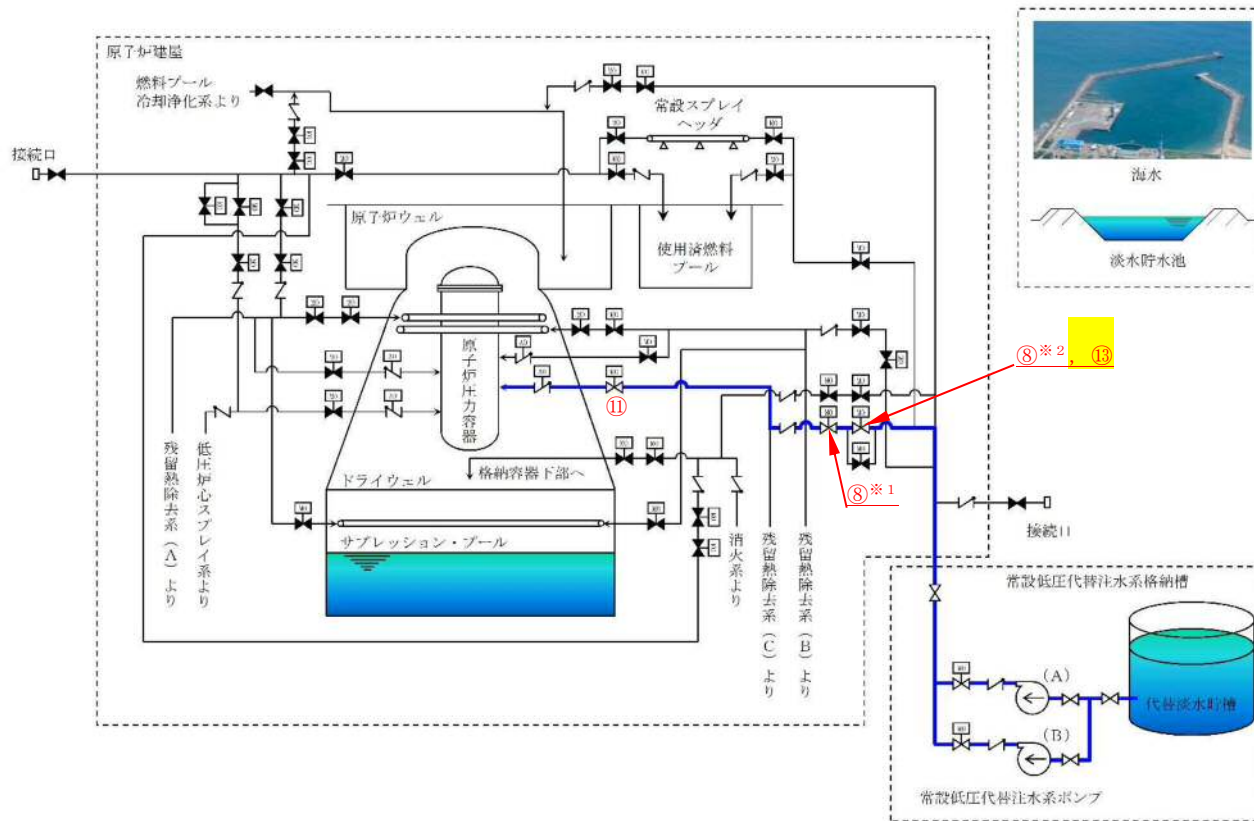 原子炉建屋
燃料プール
冷却浄化系より
接続口
常設スプレイ
ヘッダ
原子炉ウェル
使用済燃料
プール
海水
淡水貯水池
原子炉圧力容器
⑧※2, ⑬
⑪
⑧※1
ドライウェル
格納容器下部へ
サプレッション・プール
残留熱除去系(A)より
低圧炉心スプレイ系より
消火系より
残留熱除去系(C)より
残留熱除去系(B)より
接続口
常設低圧代替注水系格納槽
(A)
(B)
代替淡水貯槽
常設低圧代替注水系ポンプ